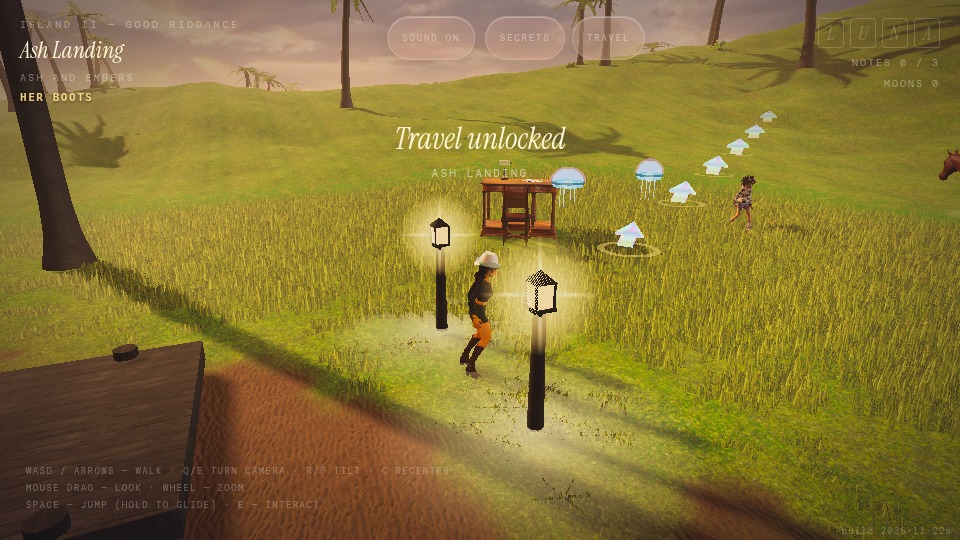 ISLAND II — GOOD RIDDANCE
Ash Landing
ASH AND EMBERS
HER BOOTS
SOUND ON
SECRETS
TRAVEL
L U N A
NOTES 0 / 3
MOONS 0
Travel unlocked
ASH LANDING
WASD / ARROWS — WALK · Q/E TURN CAMERA · R/F TILT · C RECENTER
MOUSE DRAG — LOOK · WHEEL — ZOOM
SPACE — JUMP (HOLD TO GLIDE) · E — INTERACT